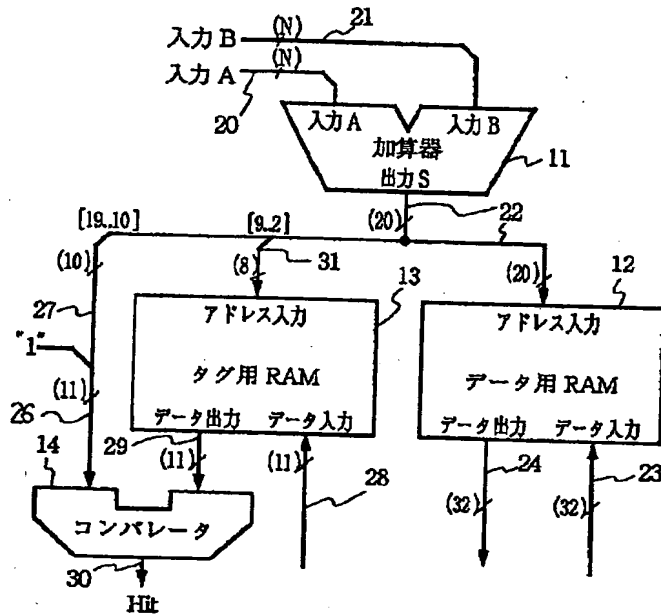 入力 B (N) 21
入力 A (N)
20
入力 A 入力 B
加算器
出力 S
11
[19..10] [9..2] (20) 22
(10) (8) 31 (20) 12
27 13
アドレス入力 アドレス入力
"1"
タグ用 RAM データ用 RAM
(11)
26 データ出力 データ入力 データ出力 データ入力
14 29 (11) (11) 28 24 23
(32) (32)
コンパレータ
30
Hit